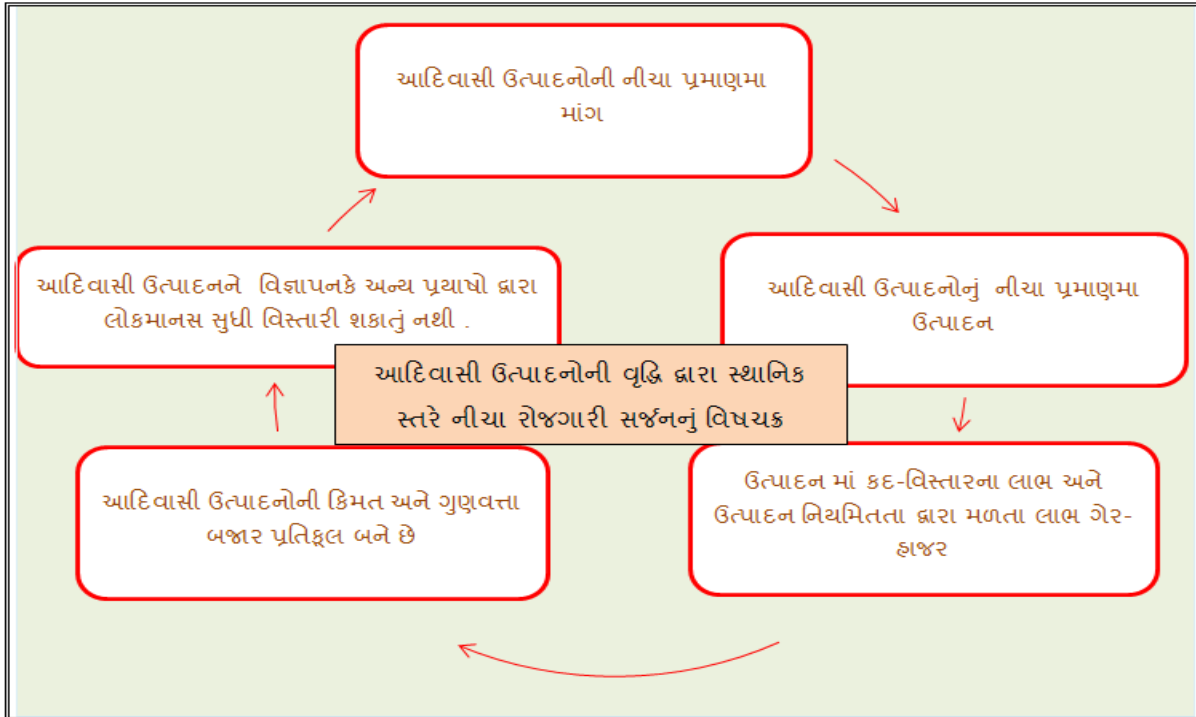 આદિવાસી ઉત્પાદનોની નીચા પ્રમાણમા
માંગ
આદિવાસી ઉત્પાદનોનું નીચા પ્રમાણમા
ઉત્પાદન
ઉત્પાદન માં કદ-વિસ્તારના લાભ અને
ઉત્પાદન નિયમિતતા દ્વારા મળતા લાભ ગેર-
હાજર
આદિવાસી ઉત્પાદનોની કિમત અને ગુણવત્તા
બજાર પ્રતિકૂલ બને છે
આદિવાસી ઉત્પાદનને વિજ્ઞાપનકે અન્ય પ્રયાષો દ્વારા
લોકમાનસ સુધી વિસ્તારી શકાતું નથી .
આદિવાસી ઉત્પાદનોની વૃદ્ધિ દ્વારા સ્થાનિક
સ્તરે નીચા રોજગારી સર્જનનું વિષચક્ર